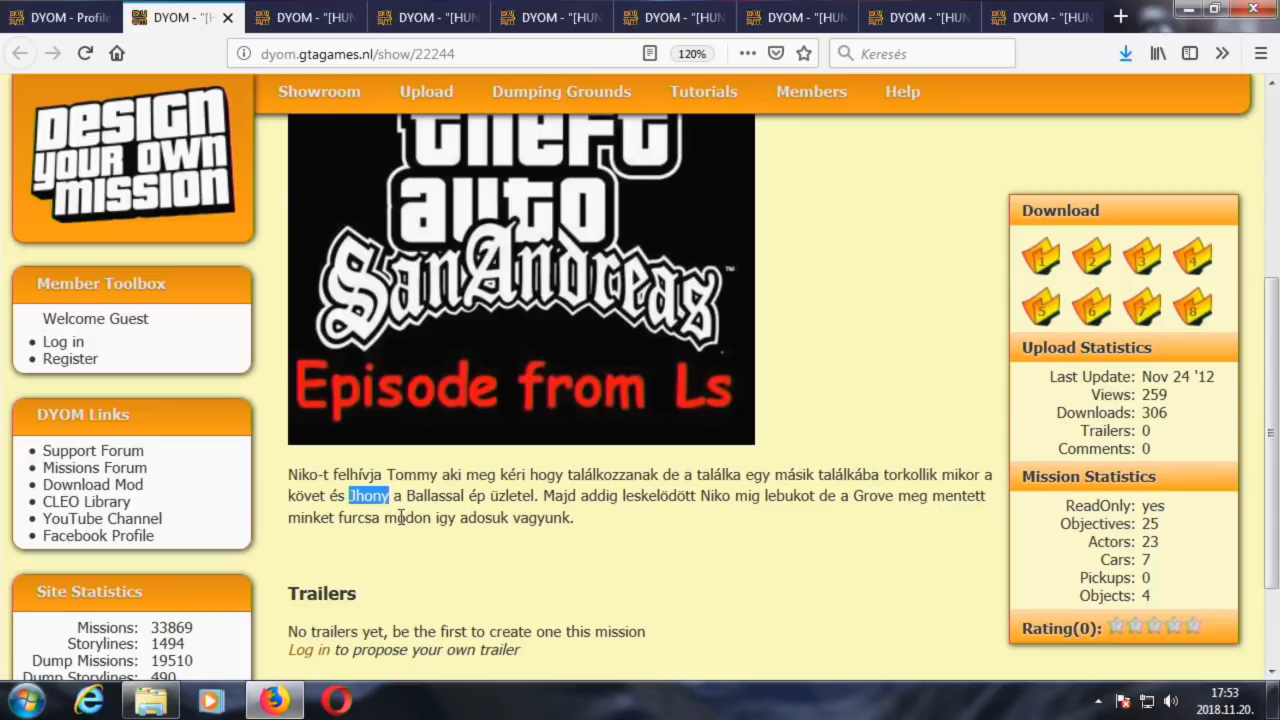 DYOM - Profile
DYOM - "[H
DYOM - "[HUN
DYOM - "[HUN
DYOM - "[HUN
DYOM - "[HUN
DYOM - "[HUN
DYOM - "[HUN
DYOM - "[HUN
dyom.gtagames.nl/show/22244
120%
Keresés
DESIGN
YOUR OWN
MISSION
Showroom Upload Dumping Grounds Tutorials Members Help
theft
auto
SanAndreas™
Episode from Ls
Member Toolbox
Welcome Guest
Log in
Register
DYOM Links
Support Forum
Missions Forum
Download Mod
CLEO Library
YouTube Channel
Facebook Profile
Site Statistics
Missions: 33869
Storylines: 1494
Dump Missions: 19510
Dump Storylines: 490
Niko-t felhívja Tommy aki meg kéri hogy találkozzanak de a találka egy másik találkába torkollik mikor a
követ és Jhony a Ballassal ép üzletel. Majd addig leskelödött Niko mig lebukot de a Grove meg mentett
minket furcsa modon igy adosuk vagyunk.
Trailers
No trailers yet, be the first to create one this mission
Log in to propose your own trailer
Download
1 2 3 4
5 6 7 8
Upload Statistics
Last Update: Nov 24 '12
Views: 259
Downloads: 306
Trailers: 0
Comments: 0
Mission Statistics
ReadOnly: yes
Objectives: 25
Actors: 23
Cars: 7
Pickups: 0
Objects: 4
Rating(0):
17:53
2018.11.20.